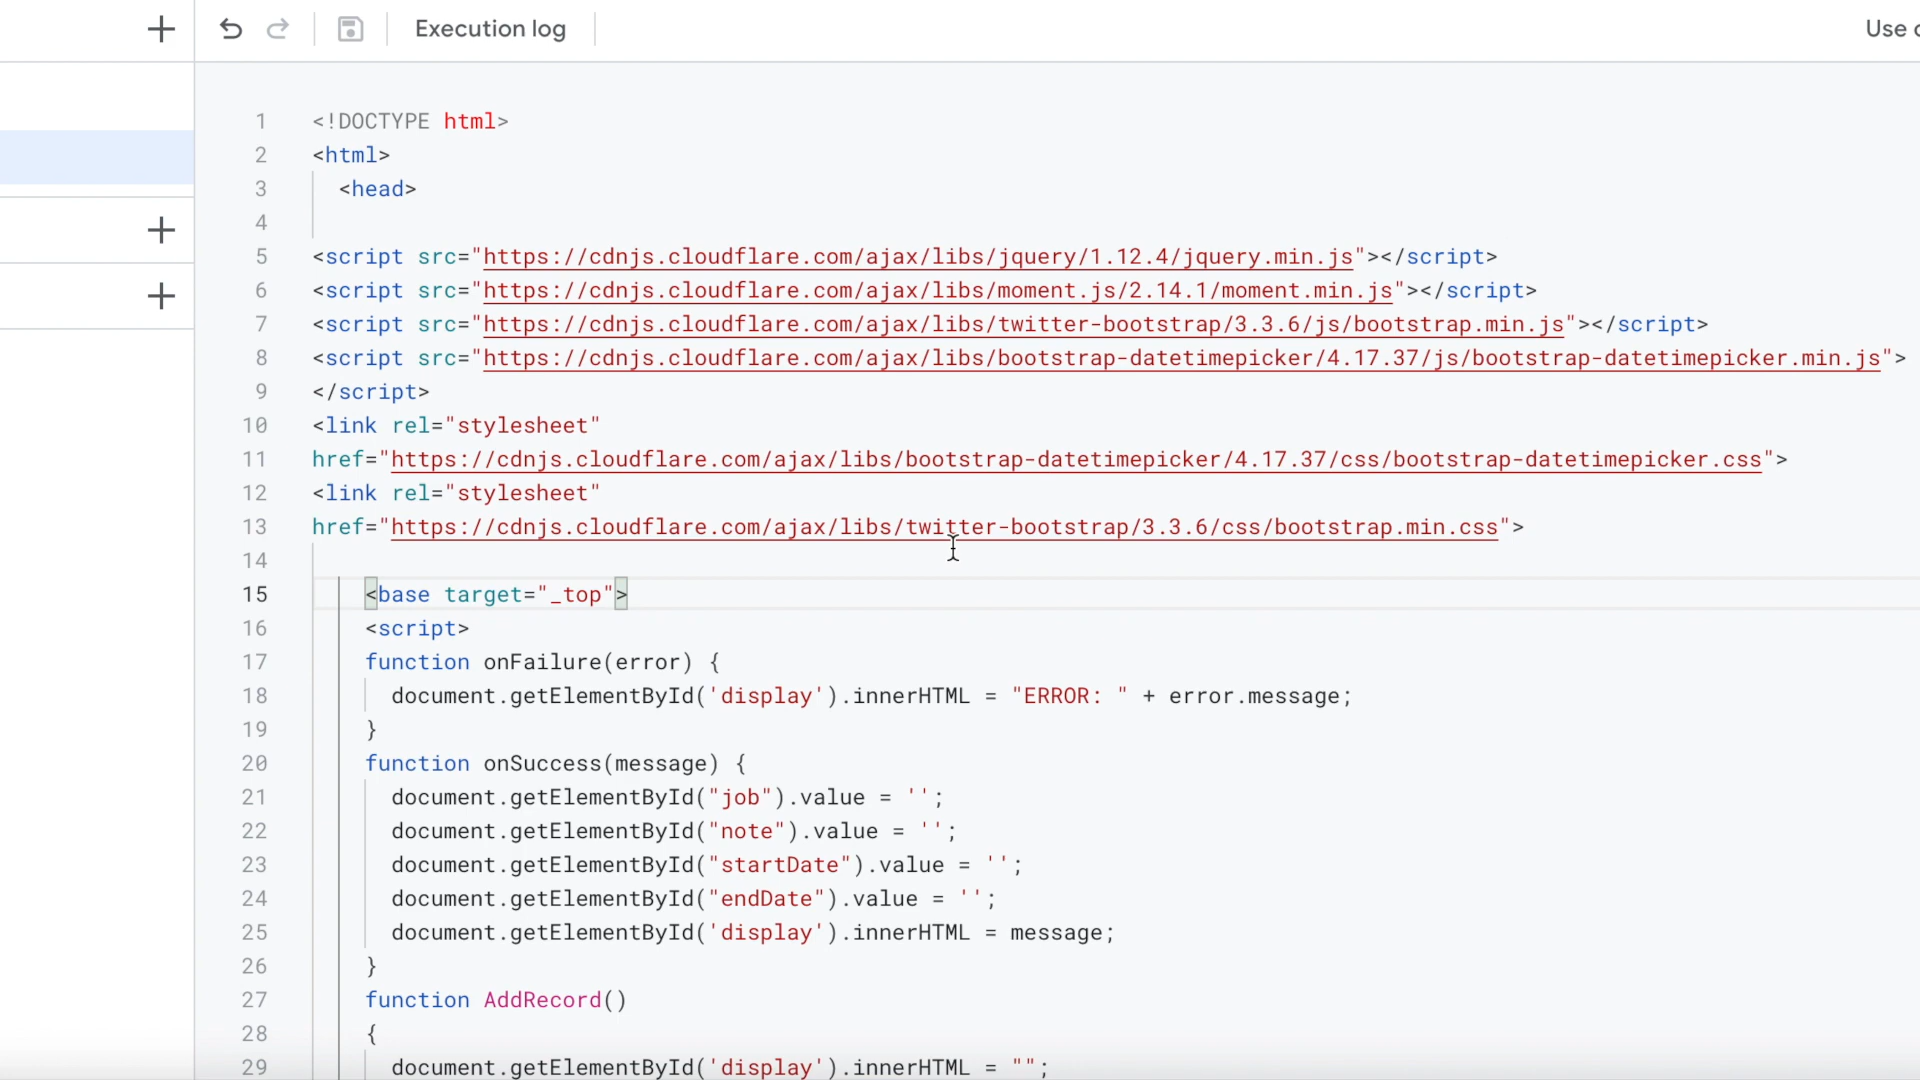 Execution log
Use
1 <!DOCTYPE html>
2 <html>
3 <head>
4
5 <script src="https://cdnjs.cloudflare.com/ajax/libs/jquery/1.12.4/jquery.min.js"></script>
6 <script src="https://cdnjs.cloudflare.com/ajax/libs/moment.js/2.14.1/moment.min.js"></script>
7 <script src="https://cdnjs.cloudflare.com/ajax/libs/twitter-bootstrap/3.3.6/js/bootstrap.min.js"></script>
8 <script src="https://cdnjs.cloudflare.com/ajax/libs/bootstrap-datetimepicker/4.17.37/js/bootstrap-datetimepicker.min.js">
9 </script>
10 <link rel="stylesheet"
11 href="https://cdnjs.cloudflare.com/ajax/libs/bootstrap-datetimepicker/4.17.37/css/bootstrap-datetimepicker.css">
12 <link rel="stylesheet"
13 href="https://cdnjs.cloudflare.com/ajax/libs/twitter-bootstrap/3.3.6/css/bootstrap.min.css">
14
15 <base target="_top">
16 <script>
17 function onFailure(error) {
18 document.getElementById('display').innerHTML = "ERROR: " + error.message;
19 }
20 function onSuccess(message) {
21 document.getElementById("job").value = '';
22 document.getElementById("note").value = '';
23 document.getElementById("startDate").value = '';
24 document.getElementById("endDate").value = '';
25 document.getElementById('display').innerHTML = message;
26 }
27 function AddRecord()
28 {
29 document.getElementById('display').innerHTML = "";